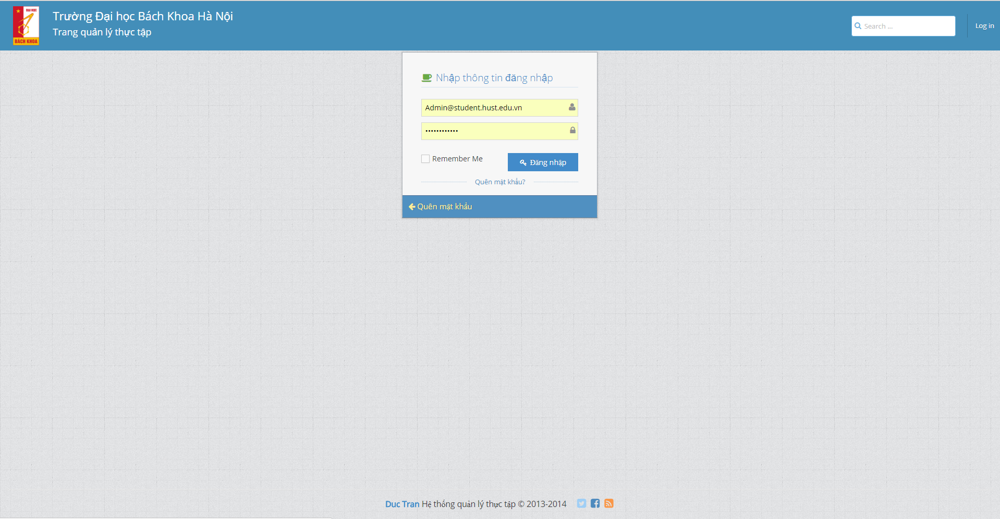 ĐẠI HỌC
BÁCH KHOA
Trường Đại học Bách Khoa Hà Nội
Trang quản lý thực tập
Search ...
Log in
Nhập thông tin đăng nhập
Admin@student.hust.edu.vn
••••••••••••
Remember Me
Đăng nhập
Quên mật khẩu?
Quên mật khẩu
Duc Tran Hệ thống quản lý thực tập © 2013-2014